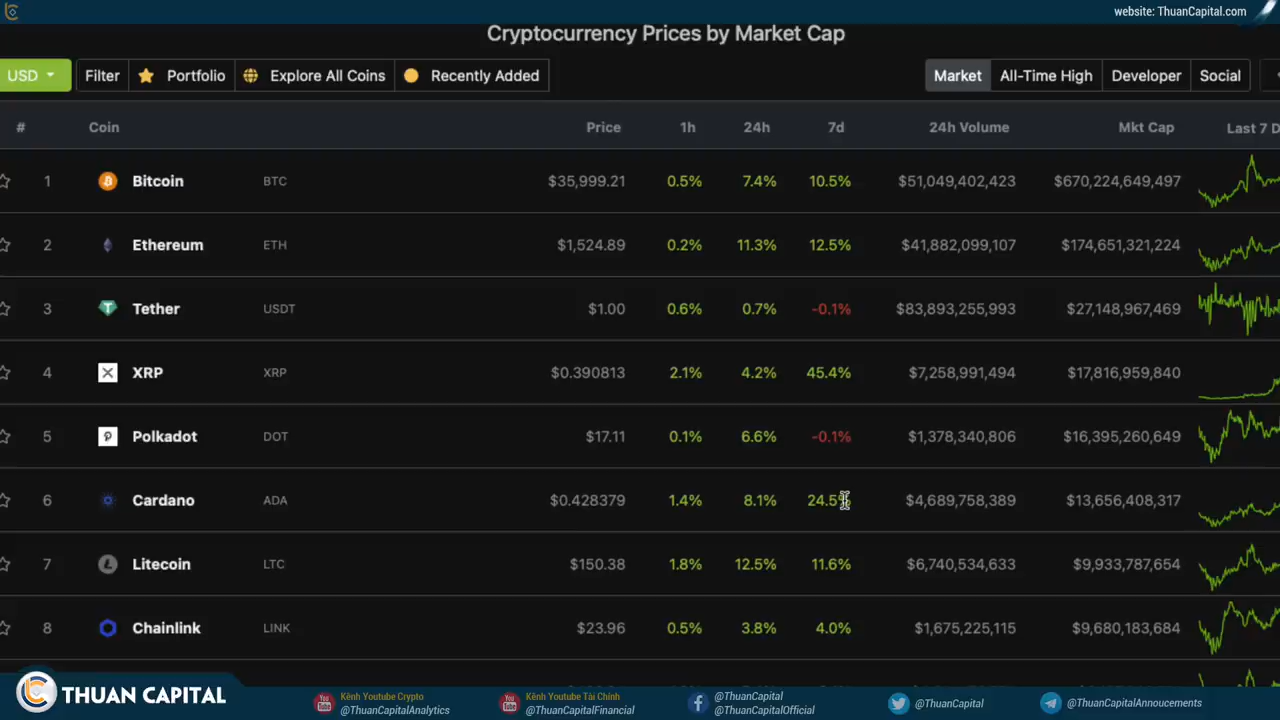 website: ThuanCapital.com
Cryptocurrency Prices by Market Cap
USD Filter Portfolio Explore All Coins Recently Added Market All-Time High Developer Social
# Coin Price 1h 24h 7d 24h Volume Mkt Cap Last 7 D
1 Bitcoin BTC $35,999.21 0.5% 7.4% 10.5% $51,049,402,423 $670,224,649,497
2 Ethereum ETH $1,524.89 0.2% 11.3% 12.5% $41,882,099,107 $174,651,321,224
3 Tether USDT $1.00 0.6% 0.7% -0.1% $83,893,255,993 $27,148,967,469
4 XRP XRP $0.390813 2.1% 4.2% 45.4% $7,258,991,494 $17,816,959,840
5 Polkadot DOT $17.11 0.1% 6.6% -0.1% $1,378,340,806 $16,395,260,649
6 Cardano ADA $0.428379 1.4% 8.1% 24.5% $4,689,758,389 $13,656,408,317
7 Litecoin LTC $150.38 1.8% 12.5% 11.6% $6,740,534,633 $9,933,787,654
8 Chainlink LINK $23.96 0.5% 3.8% 4.0% $1,675,225,115 $9,680,183,684
THUAN CAPITAL
Kênh Youtube Crypto
@ThuanCapitalAnalytics
Kênh Youtube Tài Chính
@ThuanCapitalFinancial
@ThuanCapital
@ThuanCapitalOfficial
@ThuanCapital
@ThuanCapitalAnnoucements